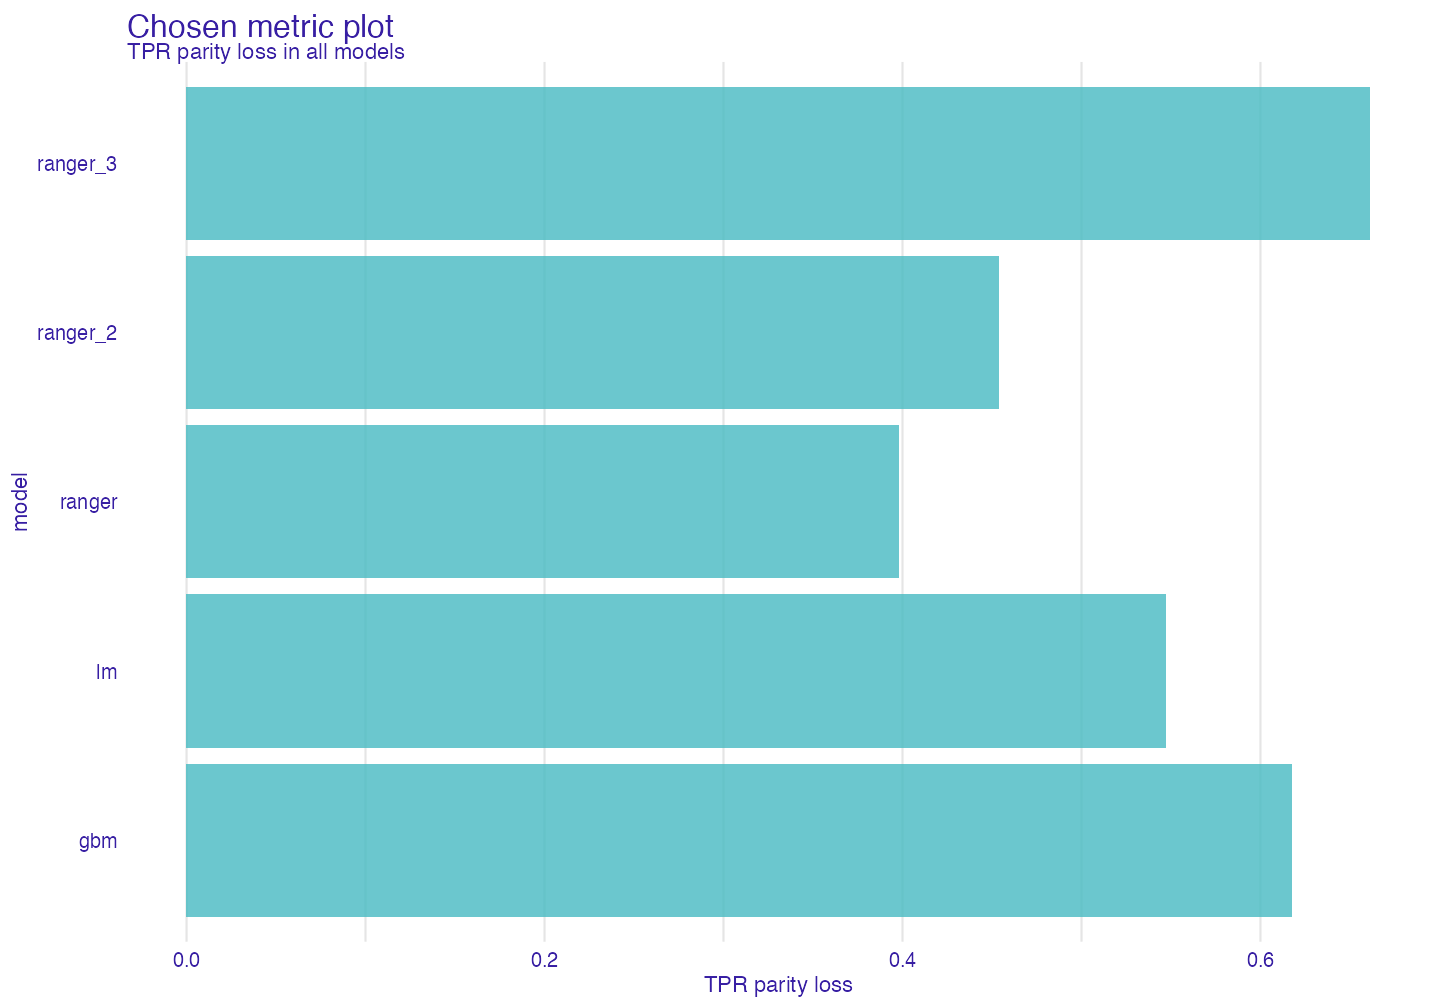 Chosen metric plot
TPR parity loss in all models
ranger_3
ranger_2
ranger
lm
gbm
model
0.0 0.2 0.4 0.6
TPR parity loss